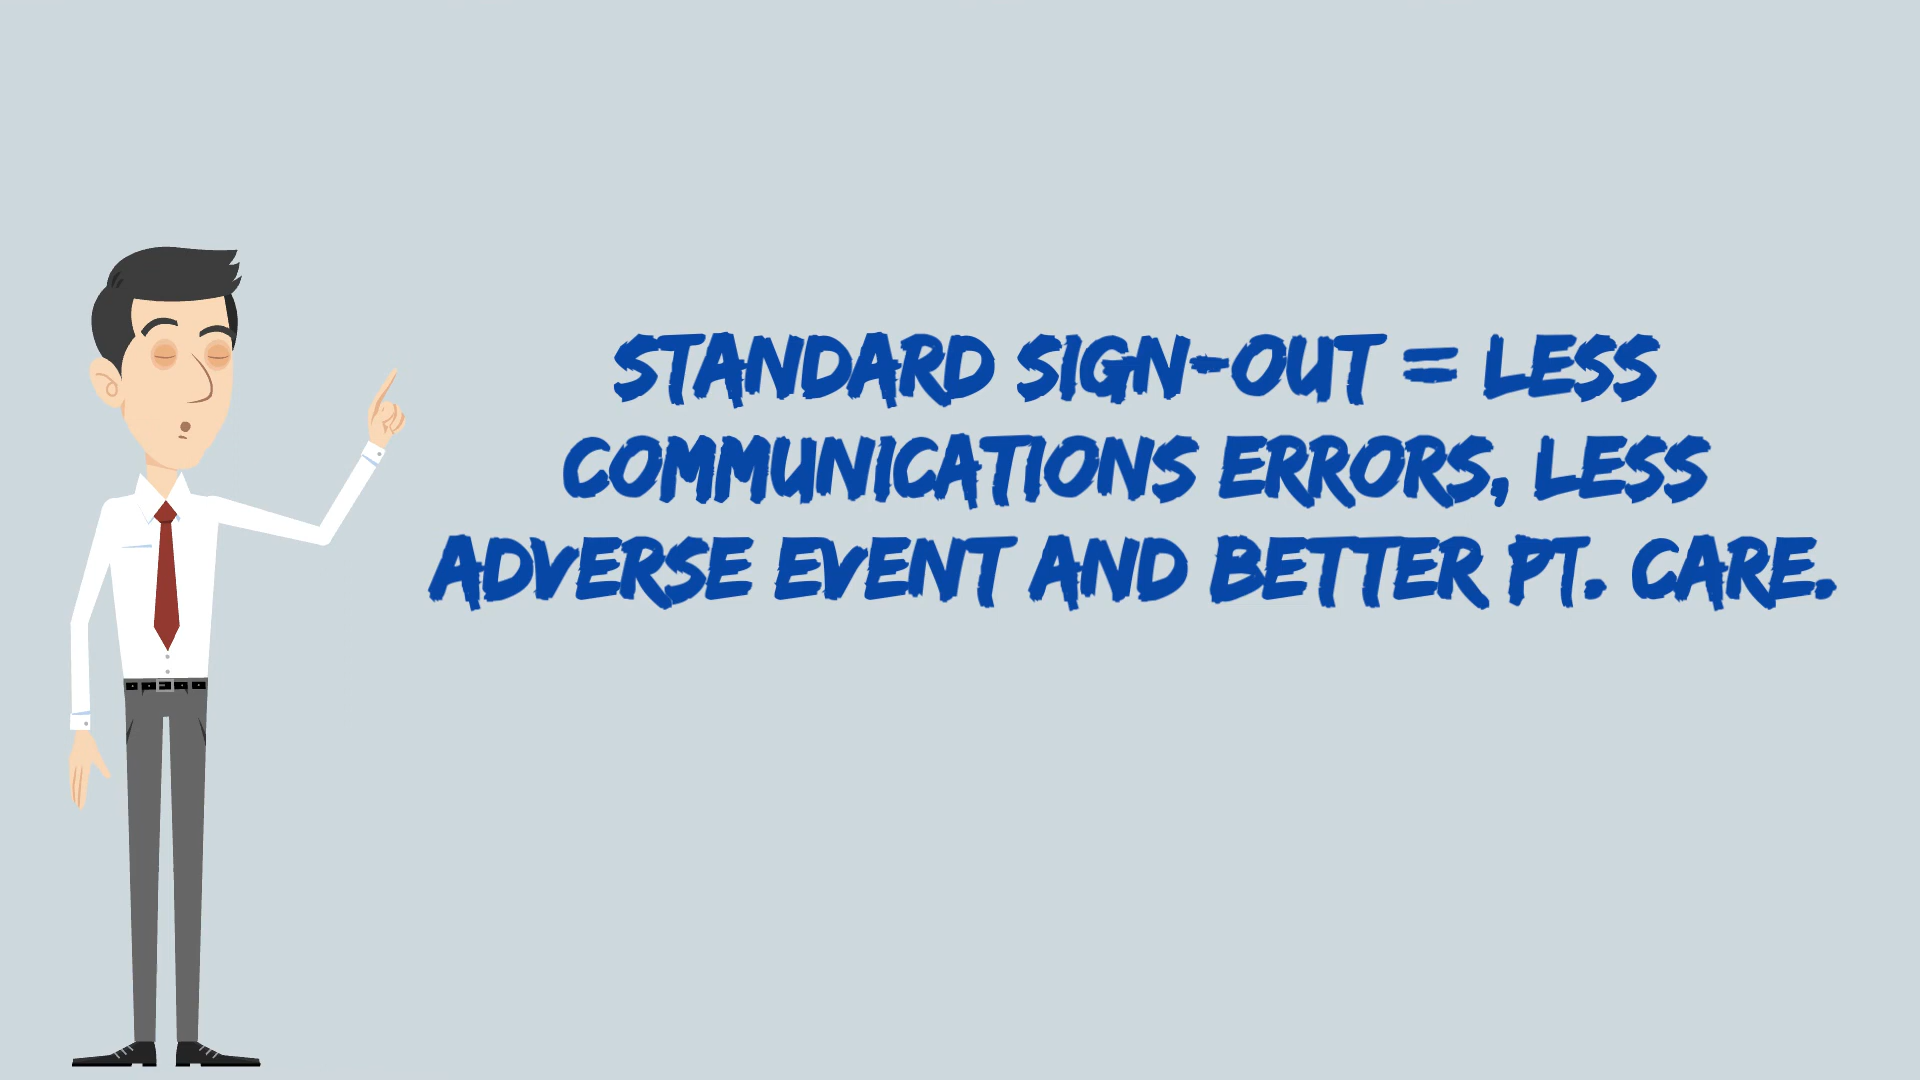 STANDARD SIGN-OUT = LESS
COMMUNICATIONS ERRORS, LESS
ADVERSE EVENT AND BETTER PT. CARE.